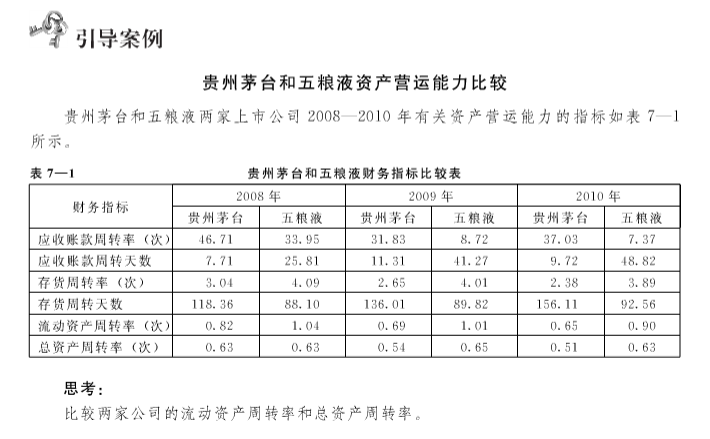 引导案例
贵州茅台和五粮液资产营运能力比较
贵州茅台和五粮液两家上市公司 2008—2010 年有关资产营运能力的指标如表 7—1
所示。
表 7—1 贵州茅台和五粮液财务指标比较表
财务指标 2008 年 2009 年 2010 年
贵州茅台 五粮液 贵州茅台 五粮液 贵州茅台 五粮液
应收账款周转率（次） 46.71 33.95 31.83 8.72 37.03 7.37
应收账款周转天数 7.71 25.81 11.31 41.27 9.72 48.82
存货周转率（次） 3.04 4.09 2.65 4.01 2.38 3.89
存货周转天数 118.36 88.10 136.01 89.82 156.11 92.56
流动资产周转率（次） 0.82 1.04 0.69 1.01 0.65 0.90
总资产周转率（次） 0.63 0.63 0.54 0.65 0.51 0.63
思考：
比较两家公司的流动资产周转率和总资产周转率。